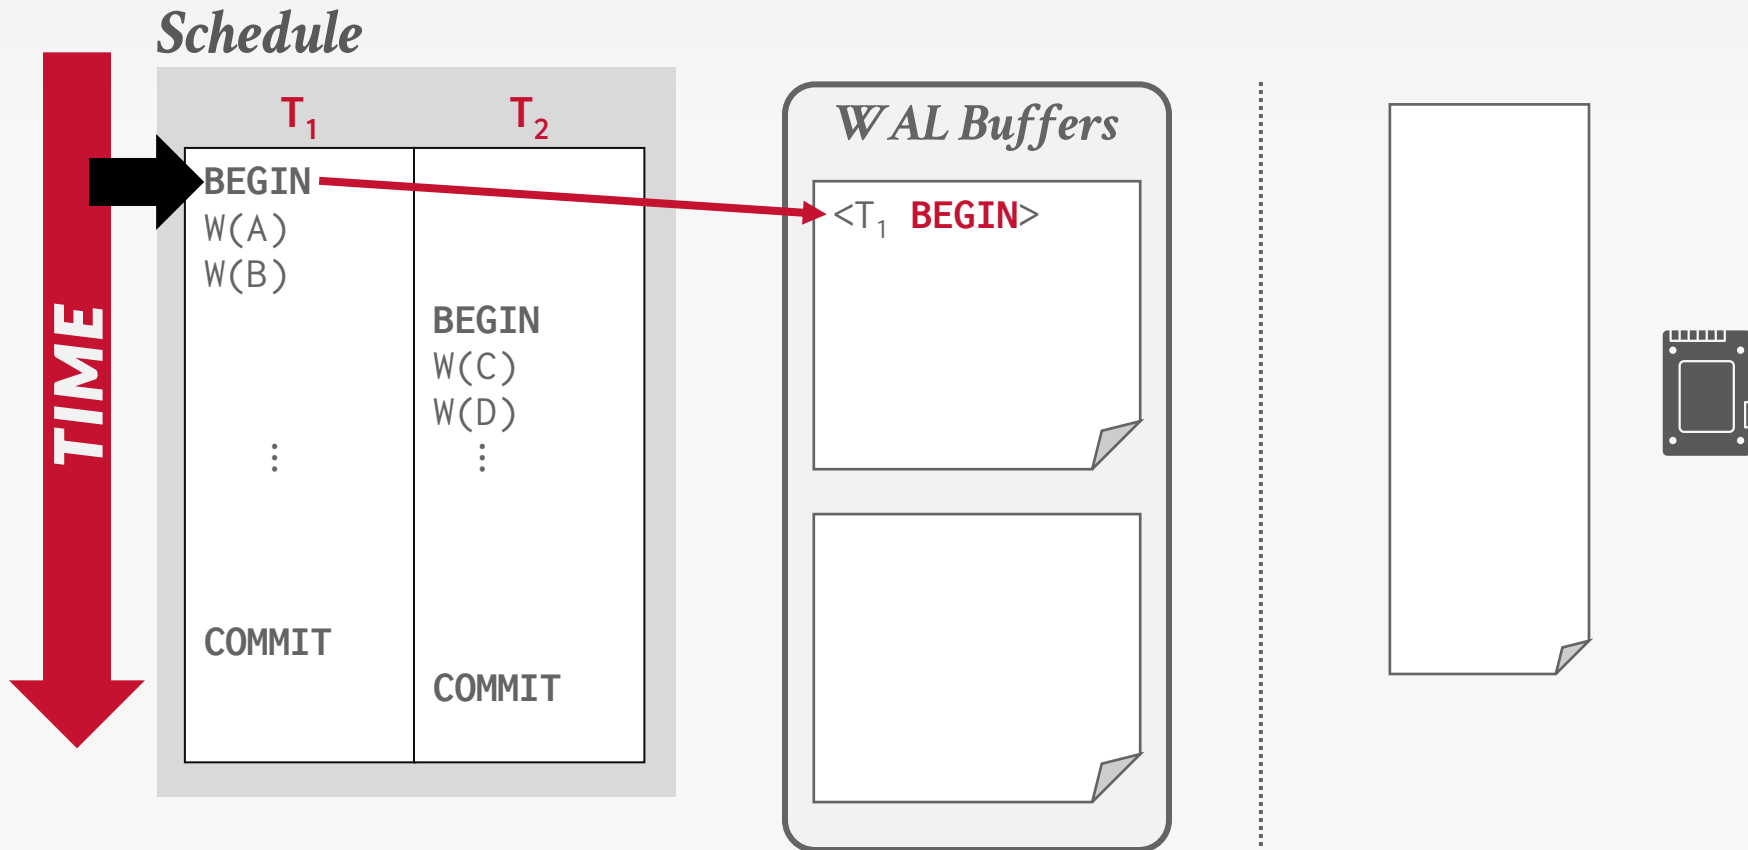 Schedule
TIME
T₁ T₂
BEGIN
W(A)
W(B)
BEGIN
W(C)
W(D)
⋮ ⋮
COMMIT
COMMIT
WAL Buffers
<T₁ BEGIN>